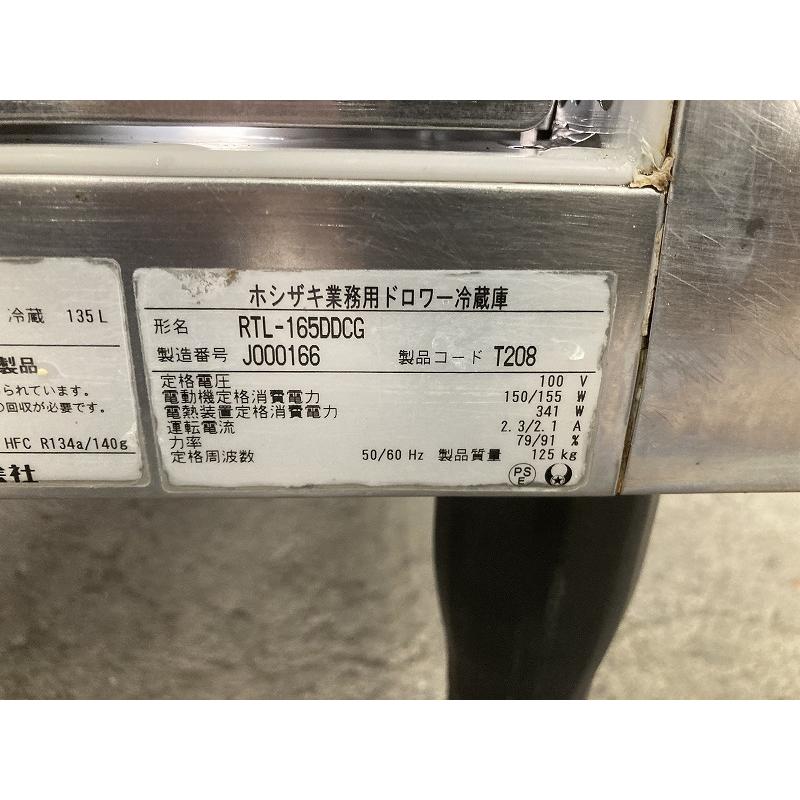 冷蔵 135L
製品
られています。
の回収が必要です。
HFC R134a/140g
会社
ホシザキ業務用ドロワー冷蔵庫
形名 RTL-165DDCG
製造番号 J000166 製品コード T208
定格電圧 100 V
電動機定格消費電力 150/155 W
電熱装置定格消費電力 341 W
運転電流 2.3/2.1 A
力率 79/91 %
定格周波数 50/60 Hz 製品質量 125 kg
PS
E